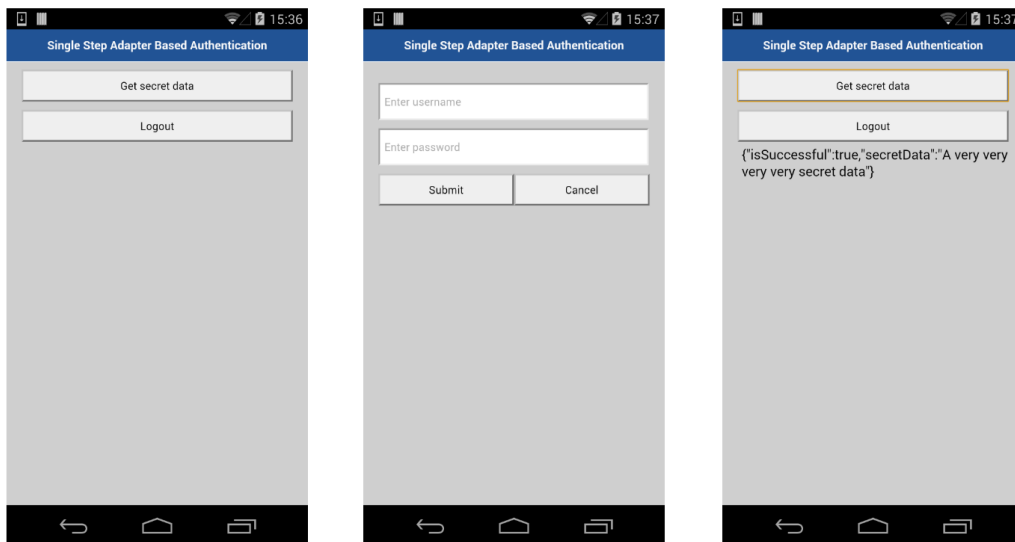 15:36
Single Step Adapter Based Authentication
Get secret data
Logout
15:37
Single Step Adapter Based Authentication
Enter username
Enter password
Submit
Cancel
15:37
Single Step Adapter Based Authentication
Get secret data
Logout
{"isSuccessful":true,"secretData":"A very very
very very secret data"}